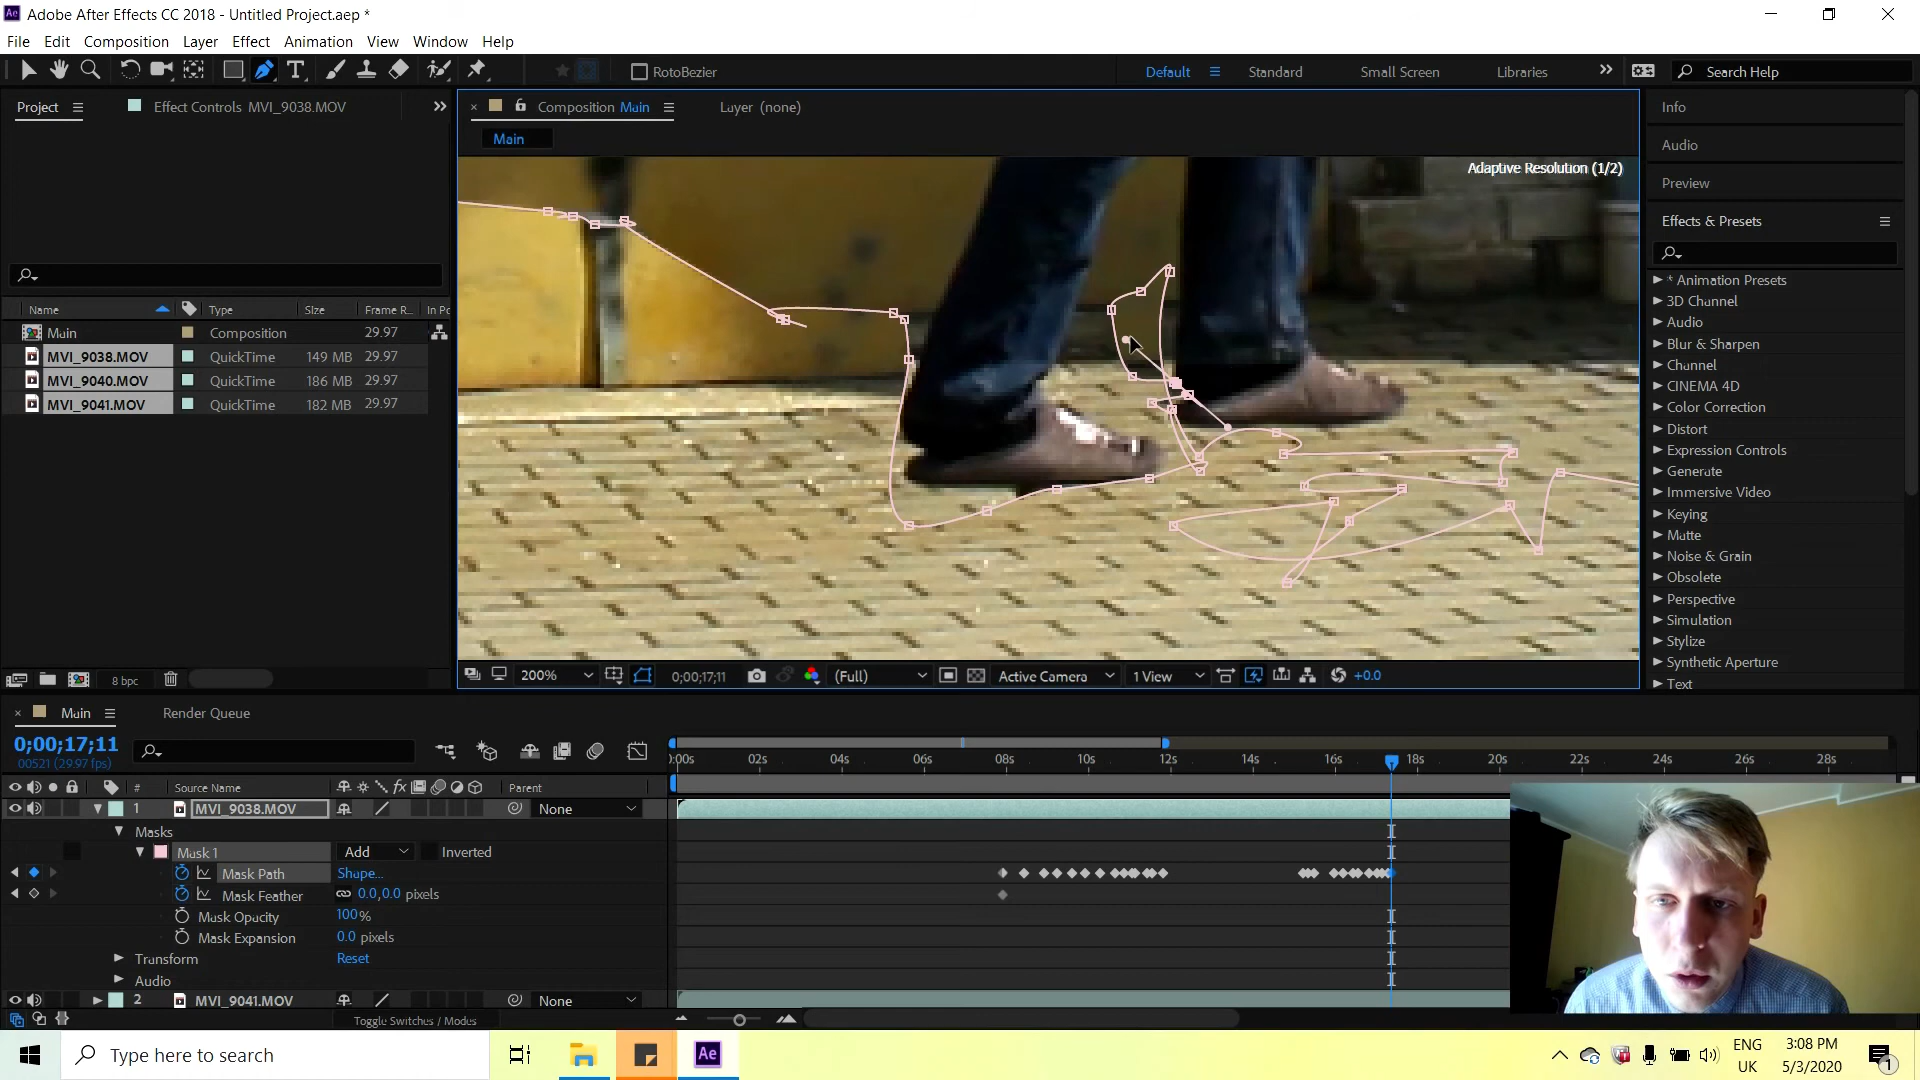 Adobe After Effects CC 2018 - Untitled Project.aep *
File Edit Composition Layer Effect Animation View Window Help
RotoBezier
Default Standard Small Screen Libraries Search Help
Project Effect Controls MVI_9038.MOV
Composition Main Layer (none)
Main
Adaptive Resolution (1/2)
Info
Audio
Preview
Effects & Presets
* Animation Presets
3D Channel
Audio
Blur & Sharpen
Channel
CINEMA 4D
Color Correction
Distort
Expression Controls
Generate
Immersive Video
Keying
Matte
Noise & Grain
Obsolete
Perspective
Simulation
Stylize
Synthetic Aperture
Text
Name Type Size Frame R... In Po
Main Composition 29.97
MVI_9038.MOV QuickTime 149 MB 29.97
MVI_9040.MOV QuickTime 186 MB 29.97
MVI_9041.MOV QuickTime 182 MB 29.97
8 bpc
200% 0;00;17;11 (Full) Active Camera 1 View +0.0
Main Render Queue
0;00;17;11
00521 (29.97 fps)
):00s 02s 04s 06s 08s 10s 12s 14s 16s 18s 20s 22s 24s 26s 28s
# Source Name Parent
1 MVI_9038.MOV None
Masks
Mask 1 Add Inverted
Mask Path Shape...
Mask Feather 0.0,0.0 pixels
Mask Opacity 100%
Mask Expansion 0.0 pixels
Transform Reset
Audio
2 MVI_9041.MOV None
Toggle Switches / Modes
Type here to search
Ae
ENG
UK
3:08 PM
5/3/2020
1